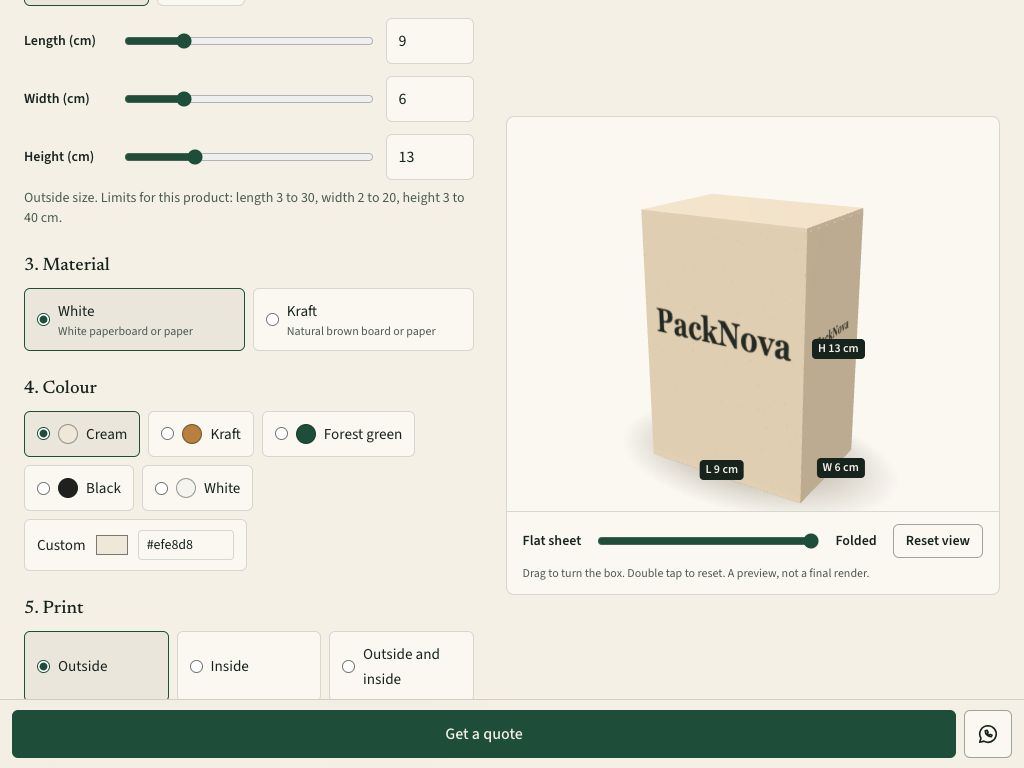 Length (cm)
9
Width (cm)
6
Height (cm)
13
Outside size. Limits for this product: length 3 to 30, width 2 to 20, height 3 to
40 cm.
3. Material
White
White paperboard or paper
Kraft
Natural brown board or paper
4. Colour
Cream
Kraft
Forest green
Black
White
Custom
#efe8d8
5. Print
Outside
Inside
Outside and
inside
PackNova
PackNova
H 13 cm
L 9 cm
W 6 cm
Flat sheet
Folded
Reset view
Drag to turn the box. Double tap to reset. A preview, not a final render.
Get a quote